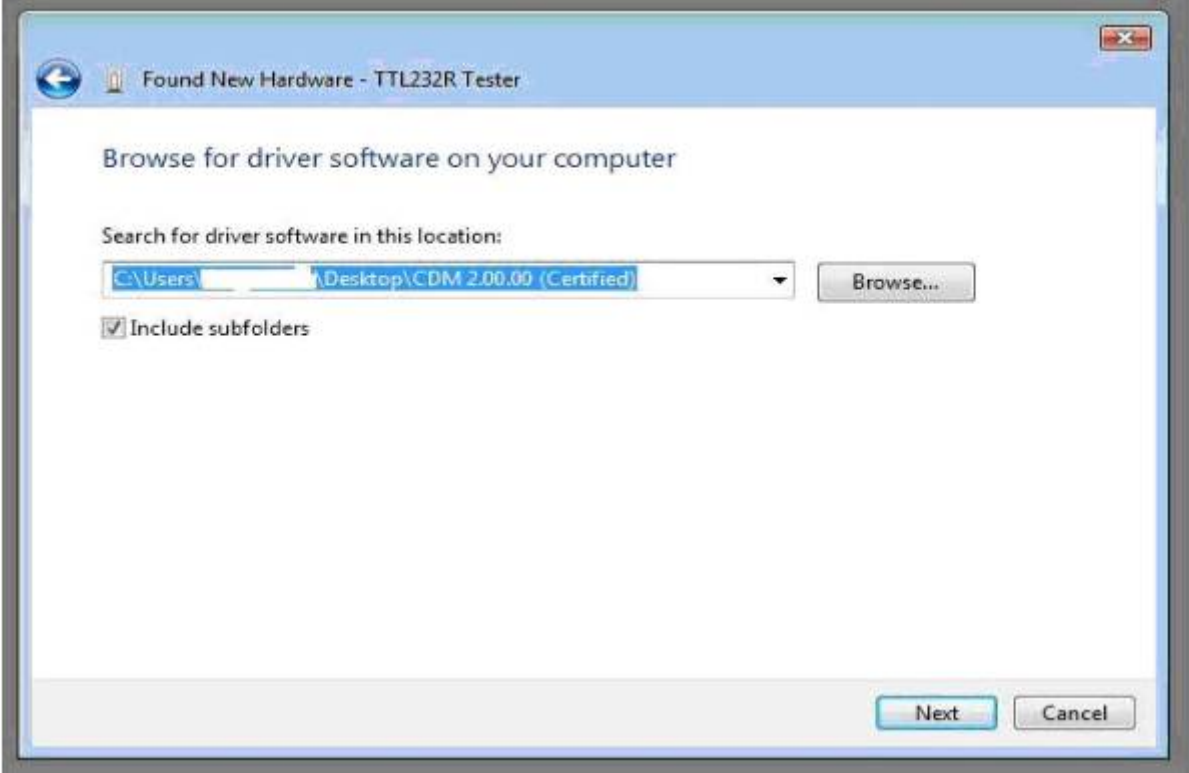 Found New Hardware - TTL232R Tester
Browse for driver software on your computer
Search for driver software in this location:
C:\Users\ \Desktop\CDM 2.00.00 (Certified)
Browse...
Include subfolders
Next
Cancel